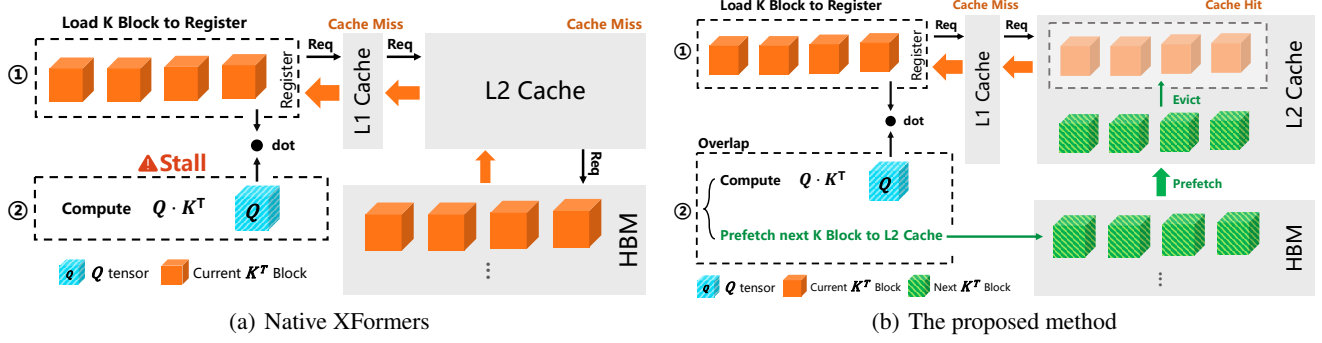 Load K Block to Register
Cache Miss
Cache Miss
①
Register
Req
L1 Cache
Req
L2 Cache
dot
Stall
Req
②
Compute Q · K^T
Q
HBM
...
Q Q tensor
Current K^T Block
(a) Native XFormers
Load K Block to Register
Cache Miss
Cache Hit
①
Register
Req
L1 Cache
Req
L2 Cache
Evict
dot
Overlap
②
Compute Q · K^T
Q
Prefetch
Prefetch next K Block to L2 Cache
HBM
...
Q Q tensor
Current K^T Block
Next K^T Block
(b) The proposed method